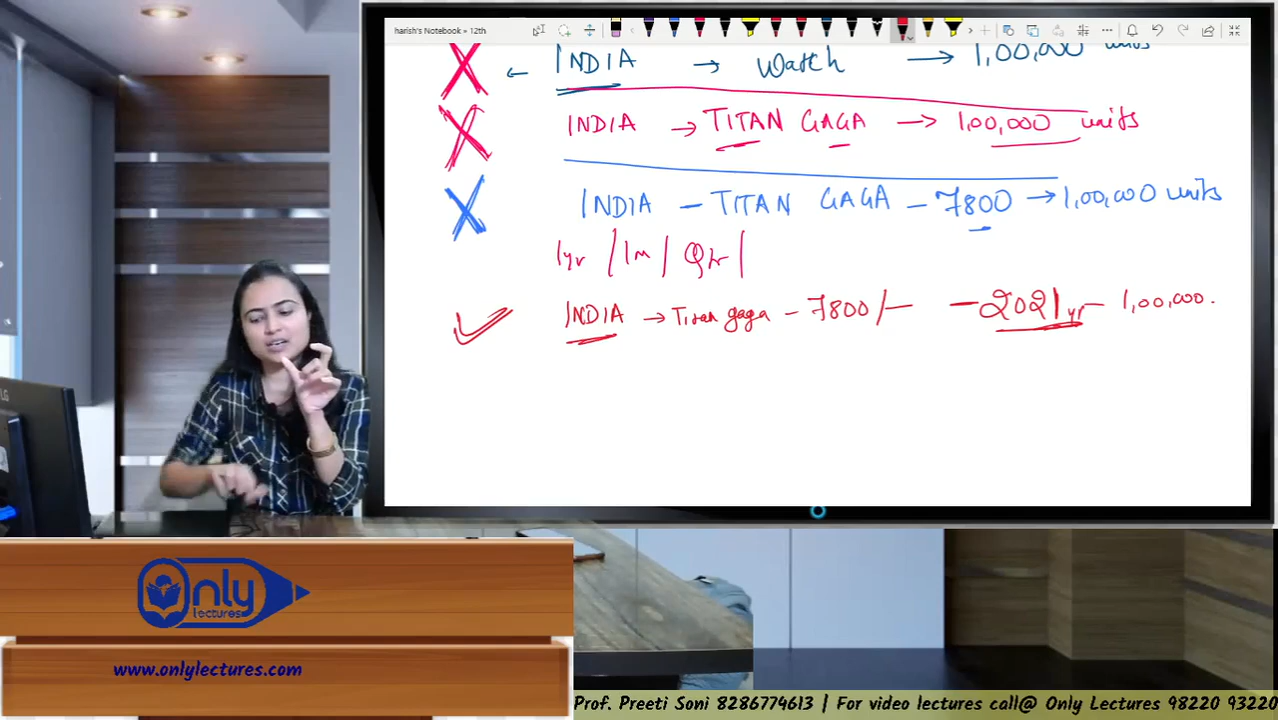 harish's Notebook » 12th
INDIA → Watch → 1,00,000 units
INDIA → TITAN GAGA → 1,00,000 units
INDIA - TITAN GAGA - 7800 → 1,00,000 units
1yr / 1m / Qtr /
INDIA → Titan gaga - 7800/- - 2021 yr - 1,00,000.
LG
Only
lectures
www.onlylectures.com
Prof. Preeti Soni 8286774613 | For video lectures call@ Only Lectures 98220 93220